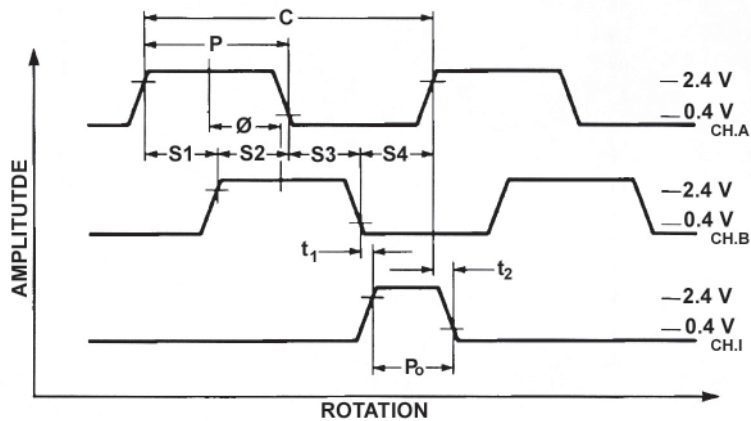 C
P
— 2.4 V
— 0.4 V
CH.A
Ø
S1 S2 S3 S4
— 2.4 V
— 0.4 V
CH.B
t1
t2
— 2.4 V
— 0.4 V
CH.I
Po
AMPLITUTDE
ROTATION